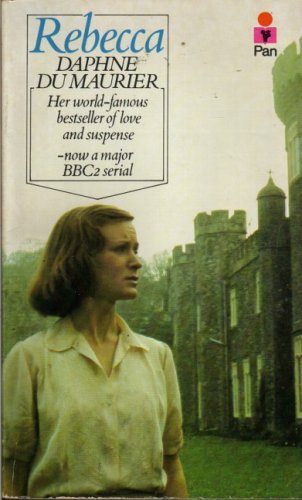 Rebecca
DAPHNE
DU MAURIER
Her world-famous
bestseller of love
and suspense
-now a major
BBC2 serial
Pan